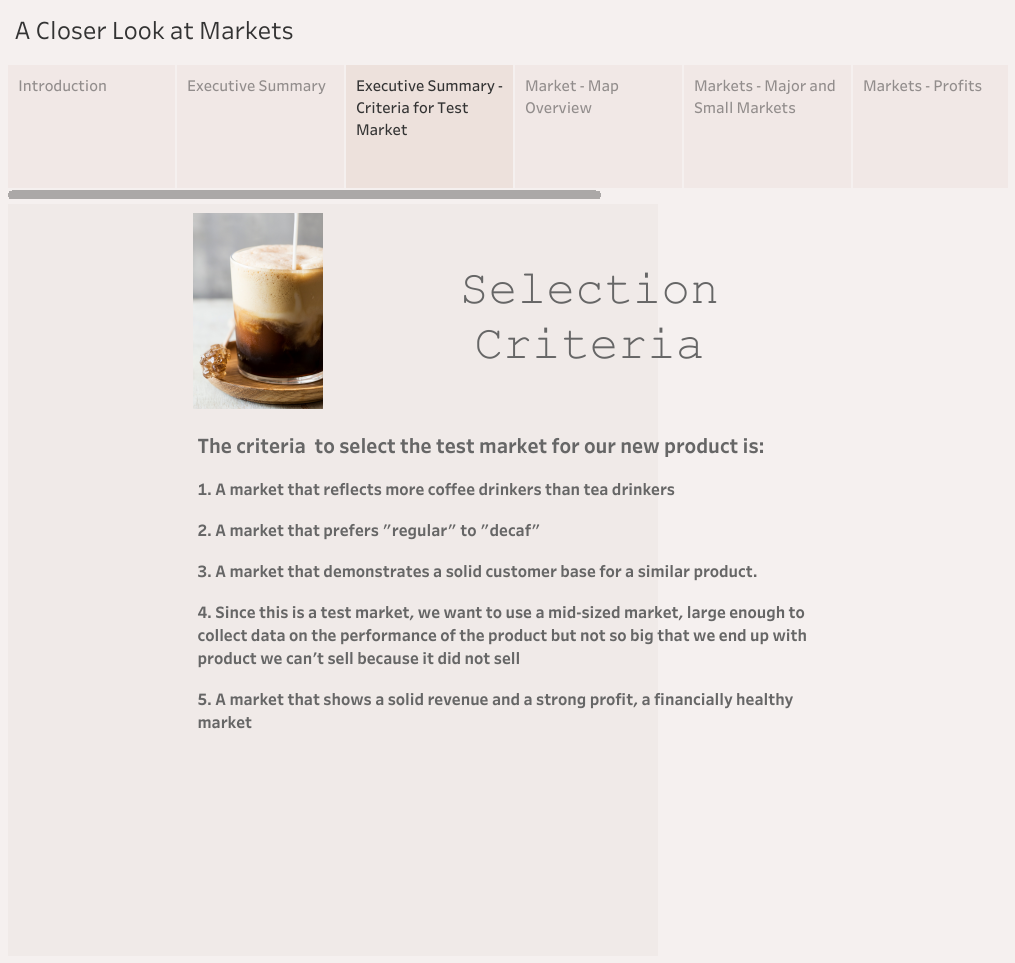 A Closer Look at Markets
Introduction
Executive Summary
Executive Summary -
Criteria for Test
Market
Market - Map
Overview
Markets - Major and
Small Markets
Markets - Profits
Selection
Criteria
The criteria  to select the test market for our new product is:
1. A market that reflects more coffee drinkers than tea drinkers
2. A market that prefers ”regular” to ”decaf”
3. A market that demonstrates a solid customer base for a similar product.
4. Since this is a test market, we want to use a mid-sized market, large enough to
collect data on the performance of the product but not so big that we end up with
product we can’t sell because it did not sell
5. A market that shows a solid revenue and a strong profit, a financially healthy
market